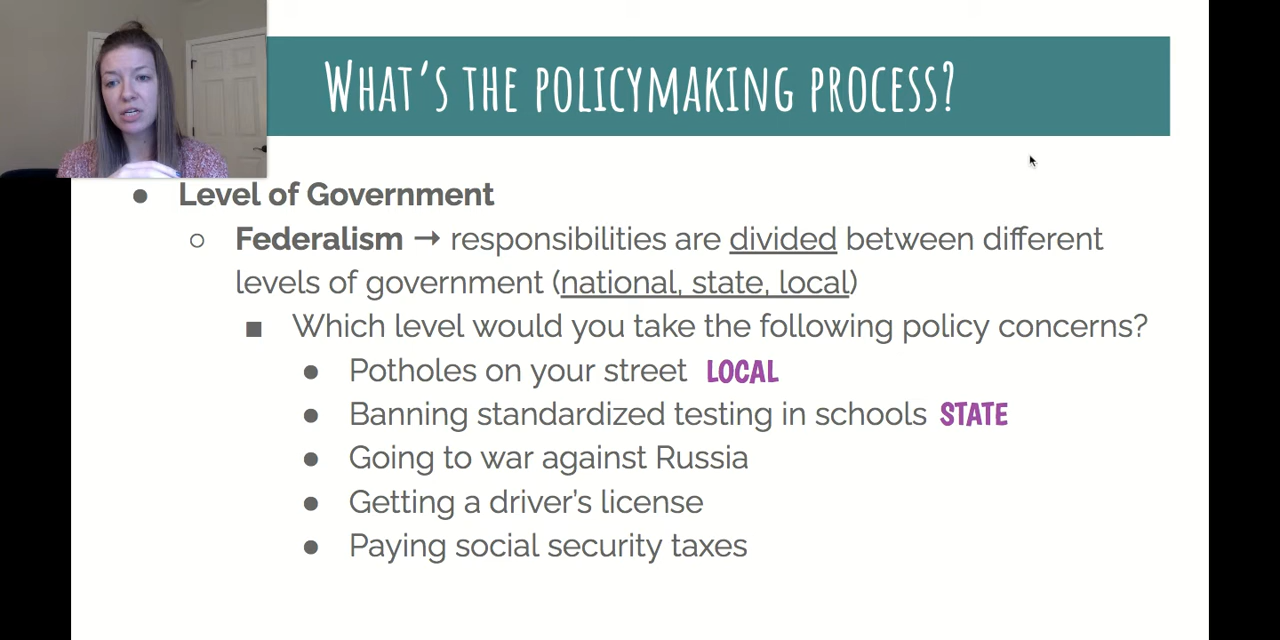 WHAT'S THE POLICYMAKING PROCESS?
Level of Government
Federalism → responsibilities are divided between different
levels of government (national, state, local)
Which level would you take the following policy concerns?
Potholes on your street LOCAL
Banning standardized testing in schools STATE
Going to war against Russia
Getting a driver's license
Paying social security taxes